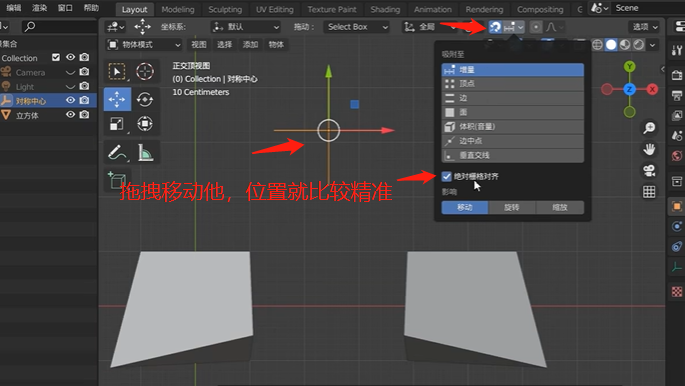 编辑 渲染 窗口 帮助 Layout Modeling Sculpting UV Editing Texture Paint Shading Animation Rendering Compositing Scene
坐标系: 默认 拖动: Select Box 全局 选项
物体模式 视图 选择 添加 物体
场景集合
Collection
Camera
Light
对称中心
立方体
正交顶视图
(0) Collection | 对称中心
10 Centimeters
吸附至
增量
顶点
边
面
体积(音量)
边中点
垂直交线
绝对栅格对齐
影响
移动 旋转 缩放
Y
Z X
拖拽移动他，位置就比较精准